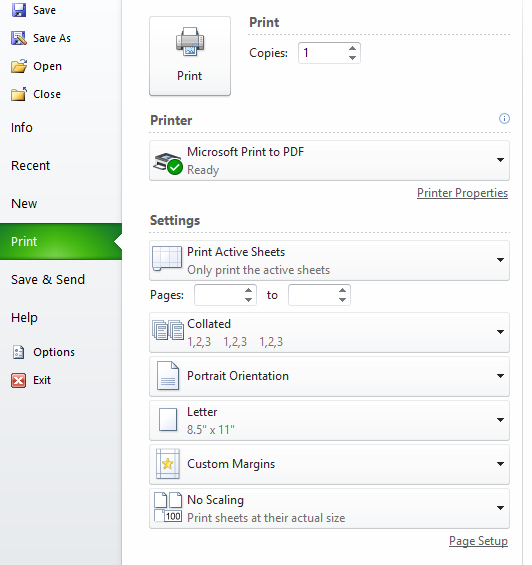 Save
Save As
Open
Close
Info
Recent
New
Print
Save & Send
Help
Options
Exit
Print
Print
Copies: 1
Printer
Microsoft Print to PDF
Ready
Printer Properties
Settings
Print Active Sheets
Only print the active sheets
Pages: to
Collated
1,2,3 1,2,3 1,2,3
Portrait Orientation
Letter
8.5" x 11"
Custom Margins
100
No Scaling
Print sheets at their actual size
Page Setup